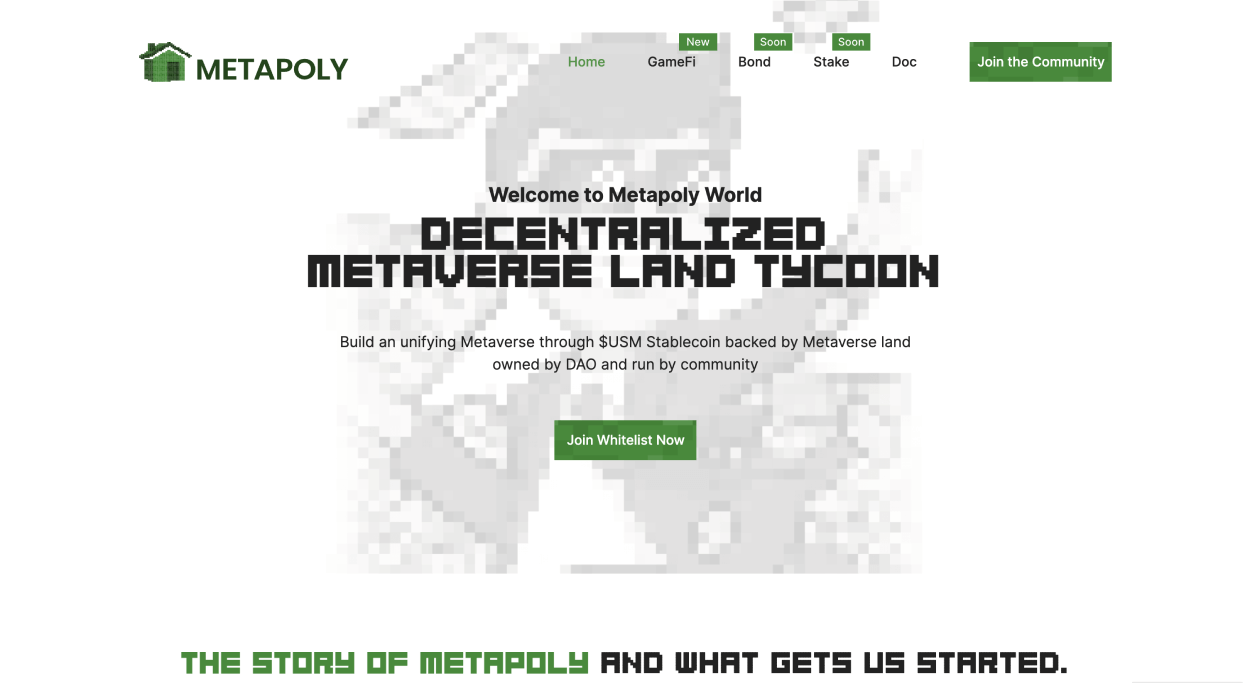 METAPOLY
Home
New
GameFi
Soon
Bond
Soon
Stake
Doc
Join the Community
Welcome to Metapoly World
DECENTRALIZED
METAVERSE LAND TYCOON
Build an unifying Metaverse through $USM Stablecoin backed by Metaverse land
owned by DAO and run by community
Join Whitelist Now
THE STORY OF METAPOLY AND WHAT GETS US STARTED.